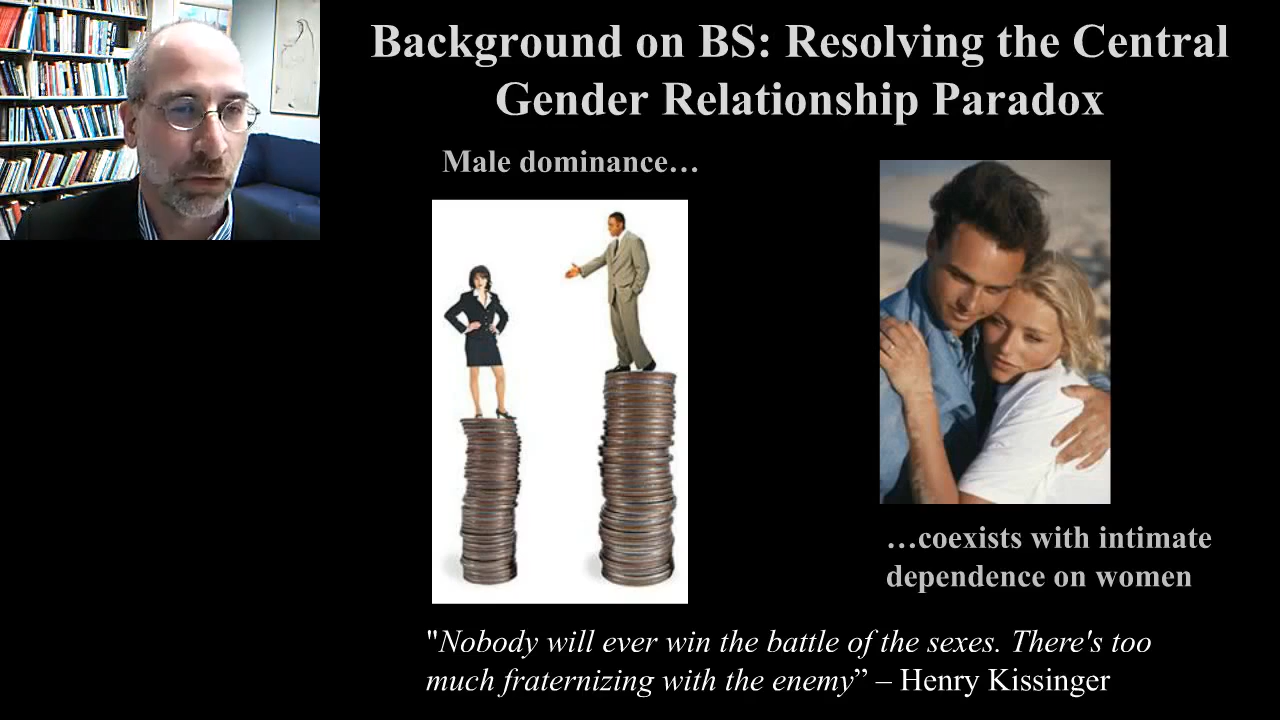 Background on BS: Resolving the Central
Gender Relationship Paradox
Male dominance…
…coexists with intimate
dependence on women
"Nobody will ever win the battle of the sexes. There's too
much fraternizing with the enemy” – Henry Kissinger